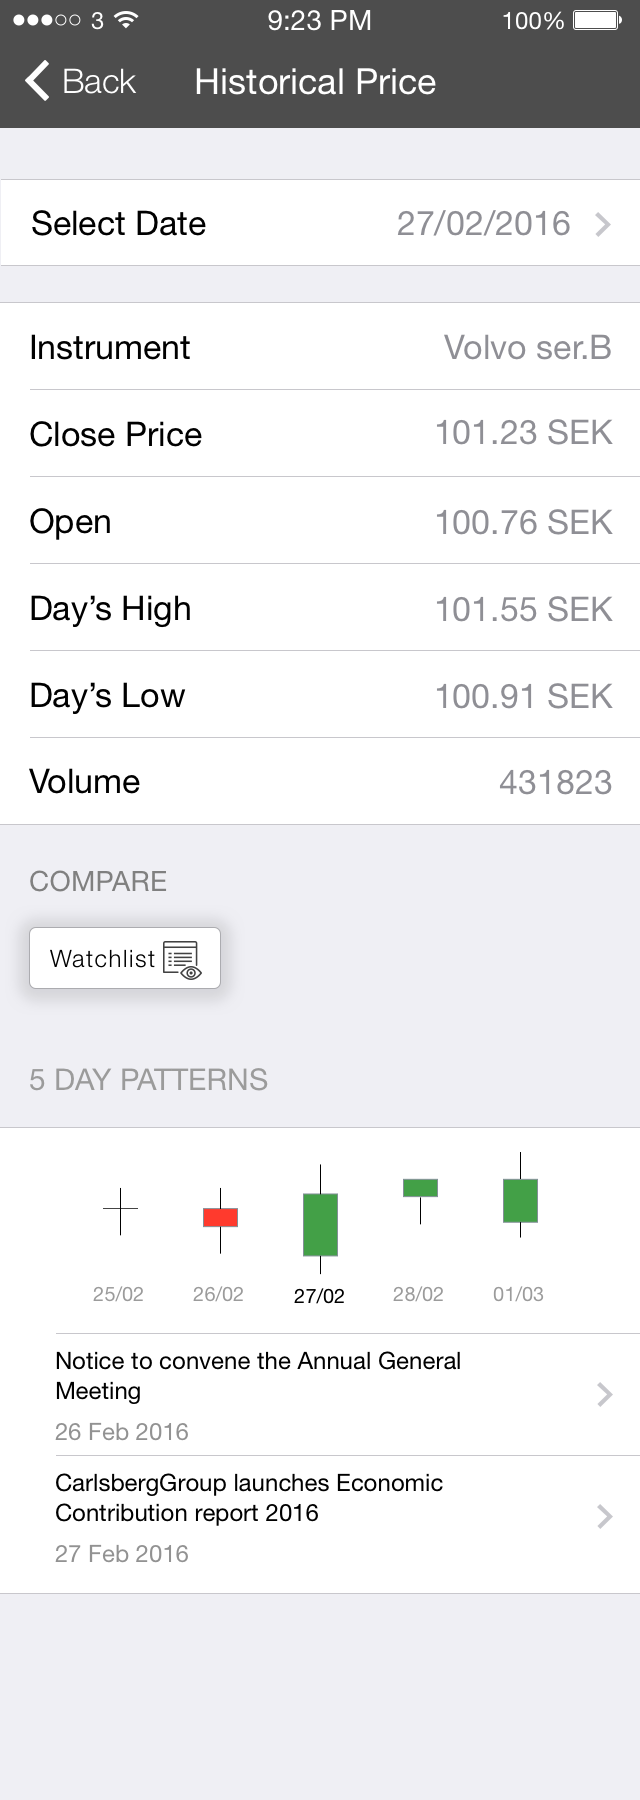 3 9:23 PM 100%
Back Historical Price
Select Date 27/02/2016
Instrument Volvo ser.B
Close Price 101.23 SEK
Open 100.76 SEK
Day’s High 101.55 SEK
Day’s Low 100.91 SEK
Volume 431823
COMPARE
Watchlist
5 DAY PATTERNS
25/02 26/02 27/02 28/02 01/03
Notice to convene the Annual General
Meeting
26 Feb 2016
CarlsbergGroup launches Economic
Contribution report 2016
27 Feb 2016